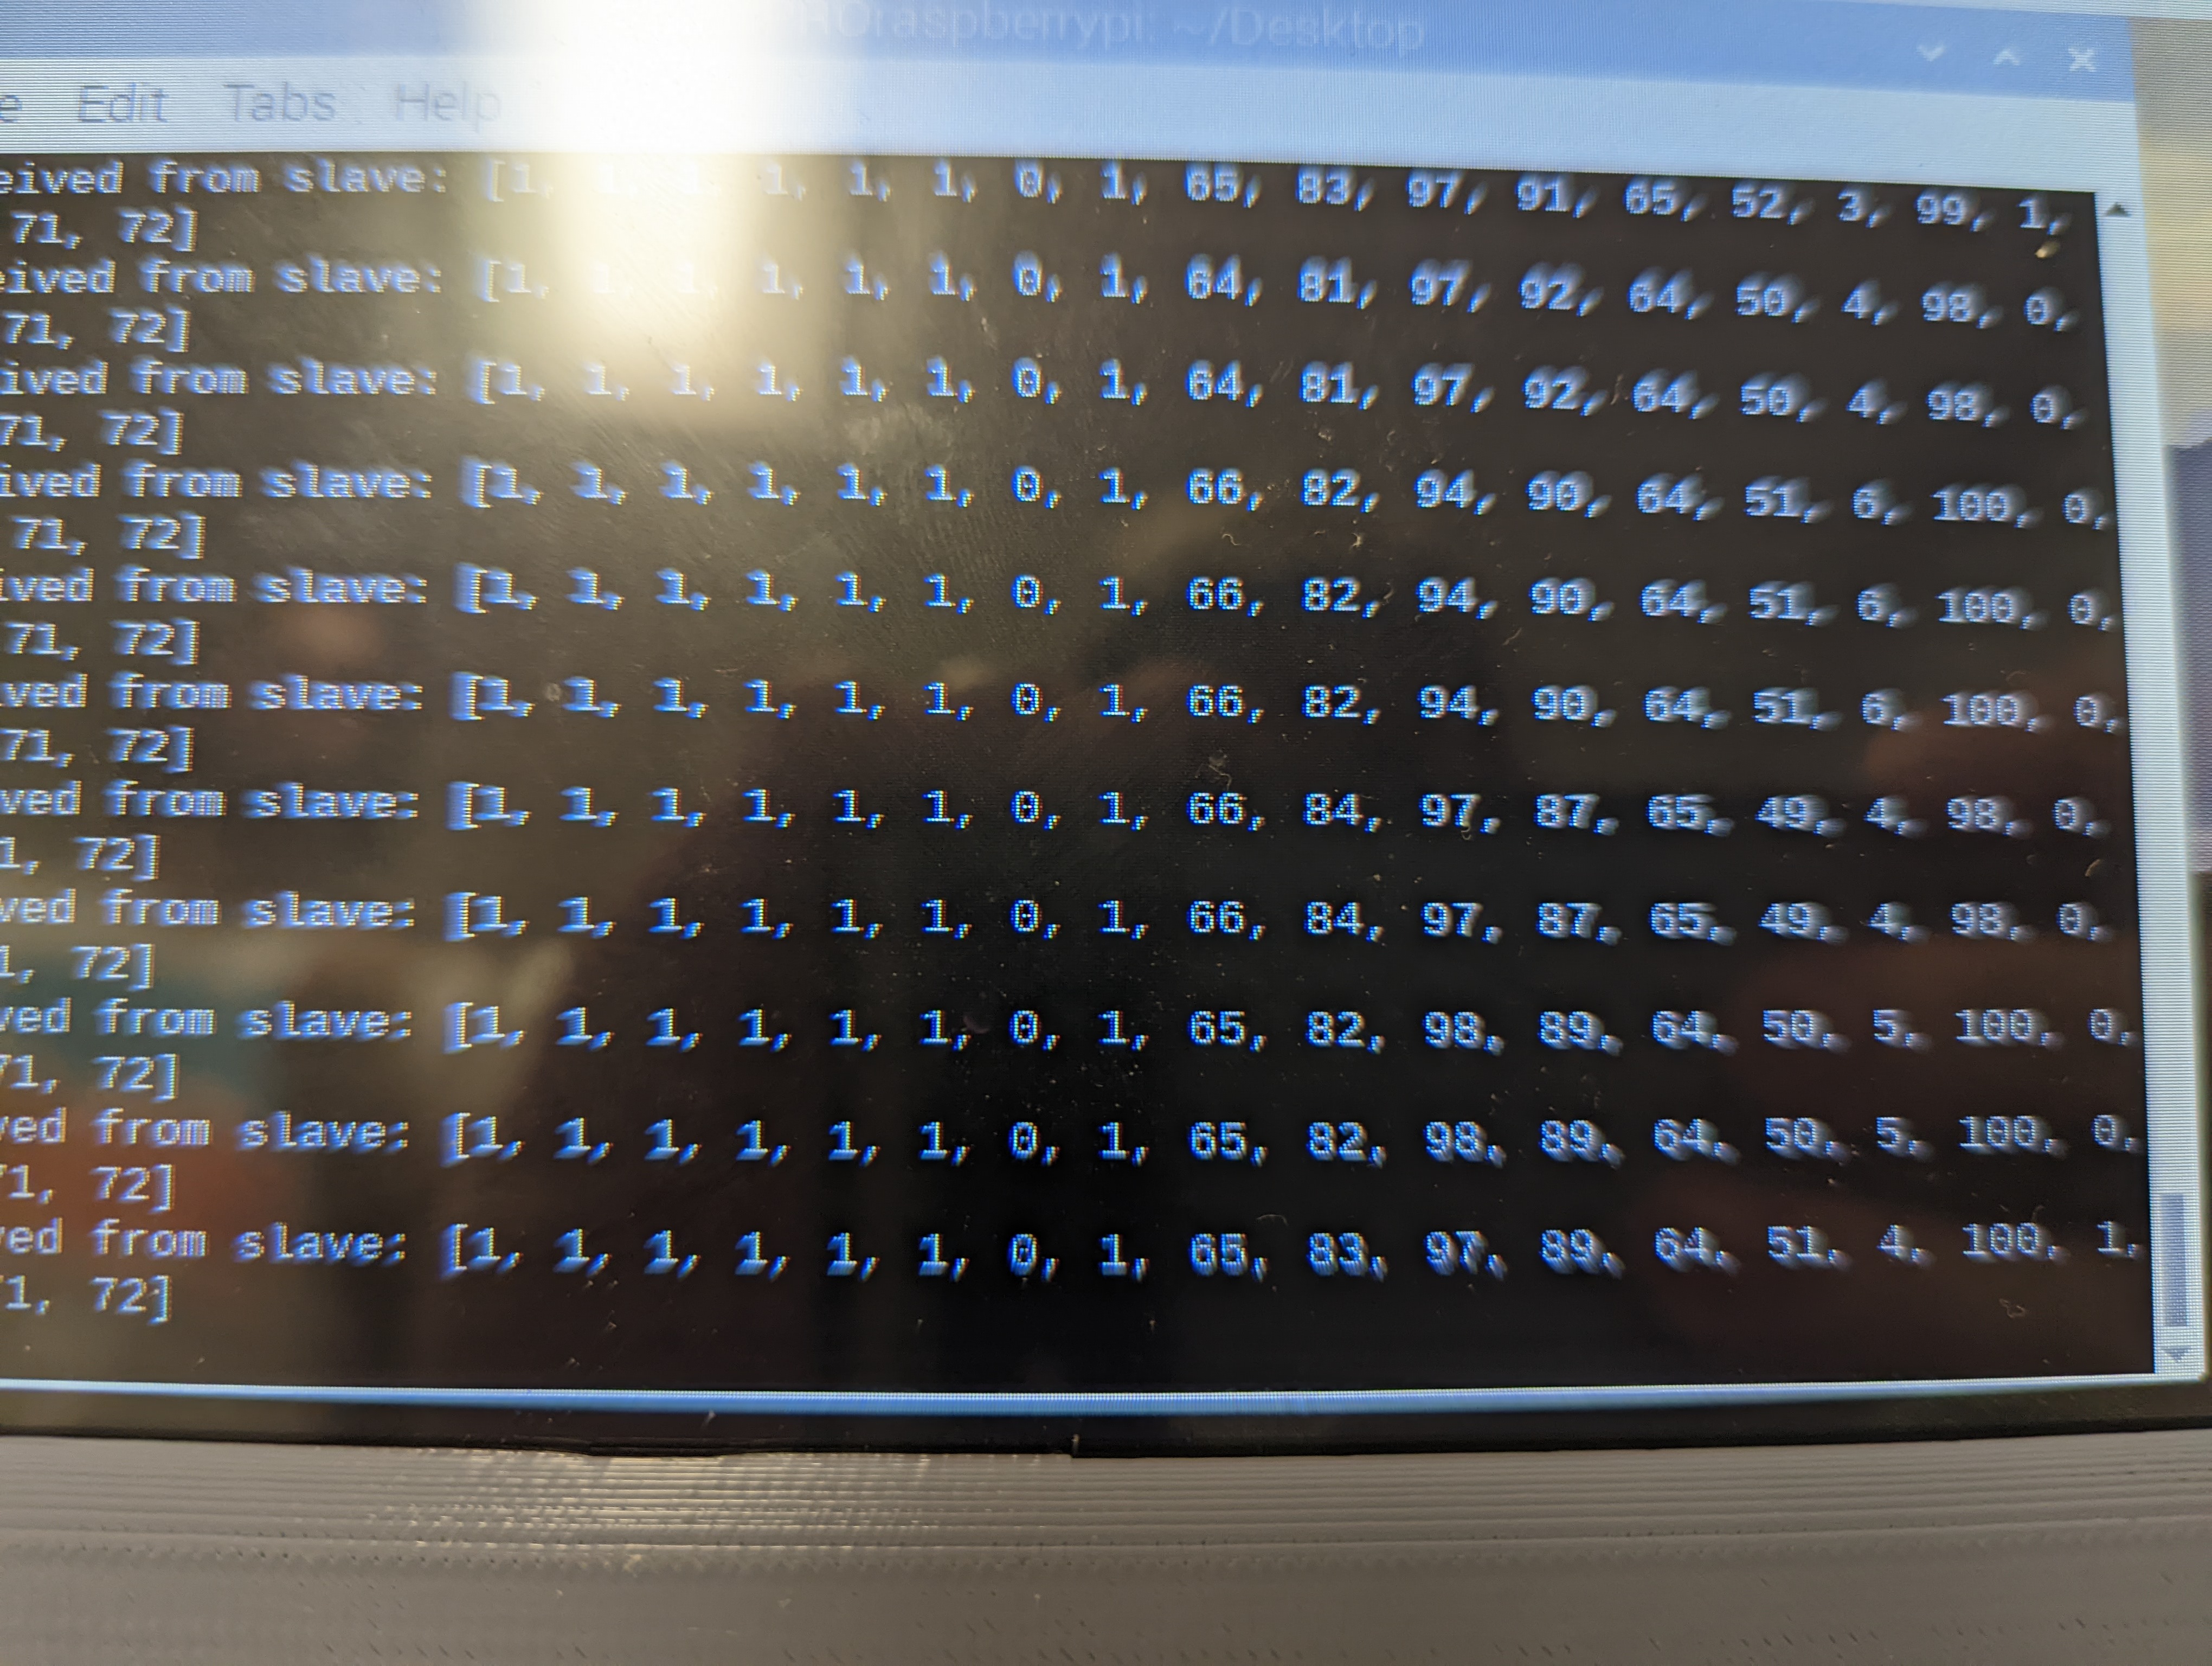 raspberrypi: ~/Desktop
Edit Tabs Help
eived from slave: [1, 1, 1, 1, 1, 1, 0, 1, 65, 83, 97, 91, 65, 52, 3, 99, 1,
71, 72]
eived from slave: [1, 1, 1, 1, 1, 1, 0, 1, 64, 81, 97, 92, 64, 50, 4, 98, 0,
71, 72]
ived from slave: [1, 1, 1, 1, 1, 1, 0, 1, 64, 81, 97, 92, 64, 50, 4, 98, 0,
71, 72]
ived from slave: [1, 1, 1, 1, 1, 1, 0, 1, 66, 82, 94, 90, 64, 51, 6, 100, 0,
71, 72]
ived from slave: [1, 1, 1, 1, 1, 1, 0, 1, 66, 82, 94, 90, 64, 51, 6, 100, 0,
71, 72]
ved from slave: [1, 1, 1, 1, 1, 1, 0, 1, 66, 82, 94, 90, 64, 51, 6, 100, 0,
71, 72]
ved from slave: [1, 1, 1, 1, 1, 1, 0, 1, 66, 84, 97, 87, 65, 49, 4, 98, 0,
1, 72]
ved from slave: [1, 1, 1, 1, 1, 1, 0, 1, 66, 84, 97, 87, 65, 49, 4, 98, 0,
1, 72]
ved from slave: [1, 1, 1, 1, 1, 1, 0, 1, 65, 82, 98, 89, 64, 50, 5, 100, 0,
71, 72]
ved from slave: [1, 1, 1, 1, 1, 1, 0, 1, 65, 82, 98, 89, 64, 50, 5, 100, 0,
71, 72]
ved from slave: [1, 1, 1, 1, 1, 1, 0, 1, 65, 83, 97, 89, 64, 51, 4, 100, 1,
71, 72]